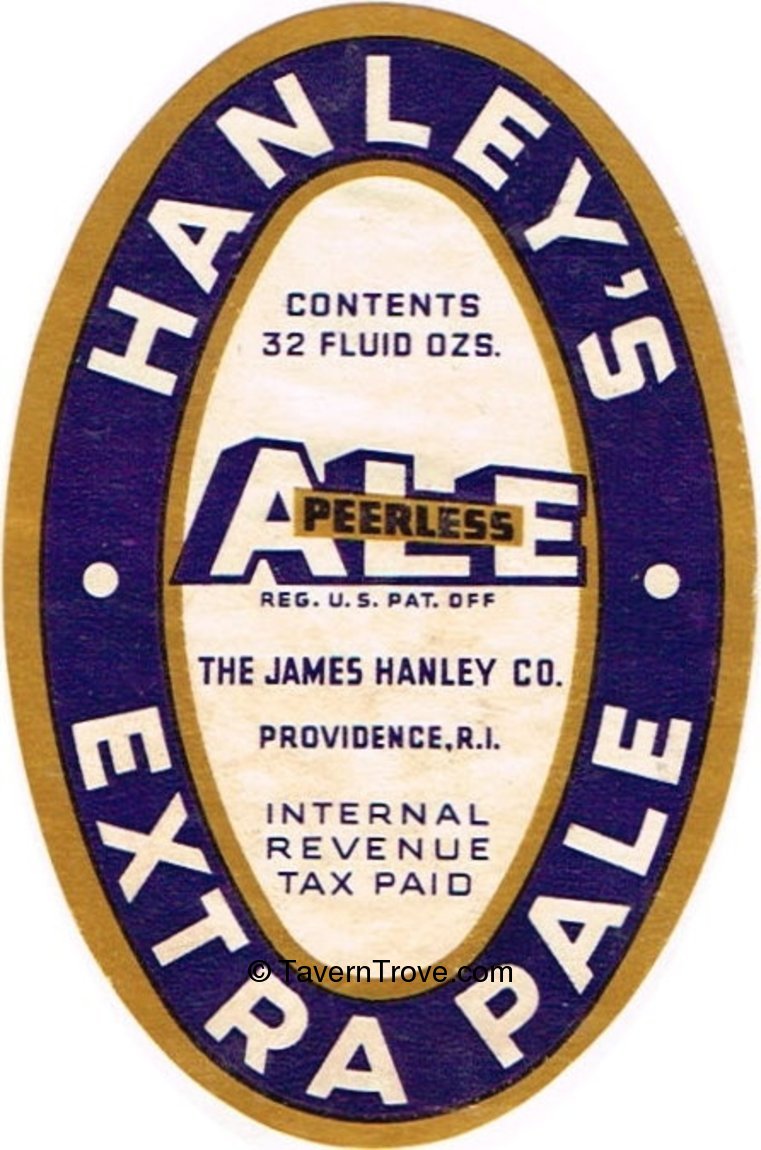 HANLEY'S
CONTENTS
32 FLUID OZS.
ALE
PEERLESS
REG. U.S. PAT. OFF
THE JAMES HANLEY CO.
PROVIDENCE, R.I.
INTERNAL
REVENUE
TAX PAID
© TavernTrove.com
EXTRA PALE